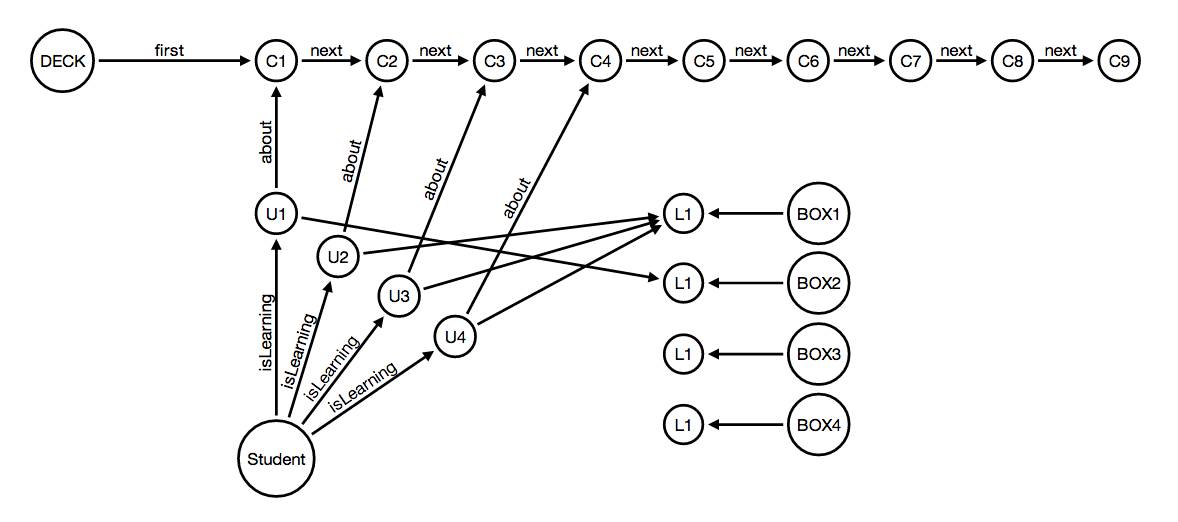 DECK first C1 next C2 next C3 next C4 next C5 next C6 next C7 next C8 next C9
about about about about
U1 L1 BOX1
U2 L1 BOX2
U3
U4
isLearning isLearning isLearning isLearning
L1 BOX3
L1 BOX4
Student